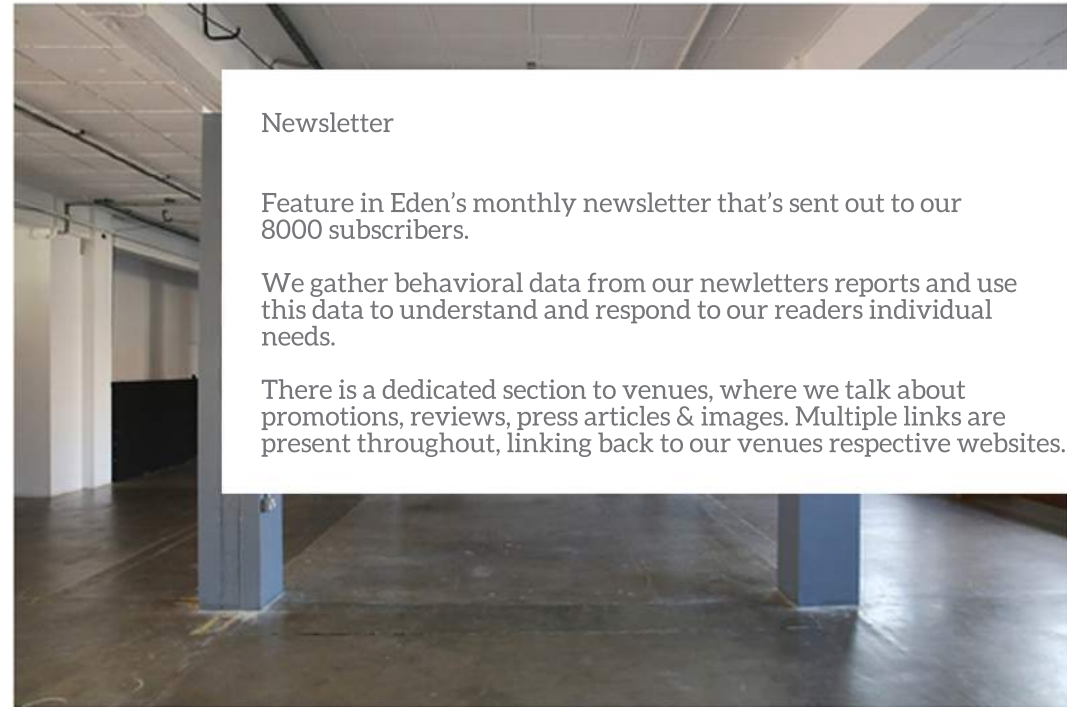 Newsletter
Feature in Eden’s monthly newsletter that’s sent out to our
8000 subscribers.
We gather behavioral data from our newletters reports and use
this data to understand and respond to our readers individual
needs.
There is a dedicated section to venues, where we talk about
promotions, reviews, press articles & images. Multiple links are
present throughout, linking back to our venues respective websites.